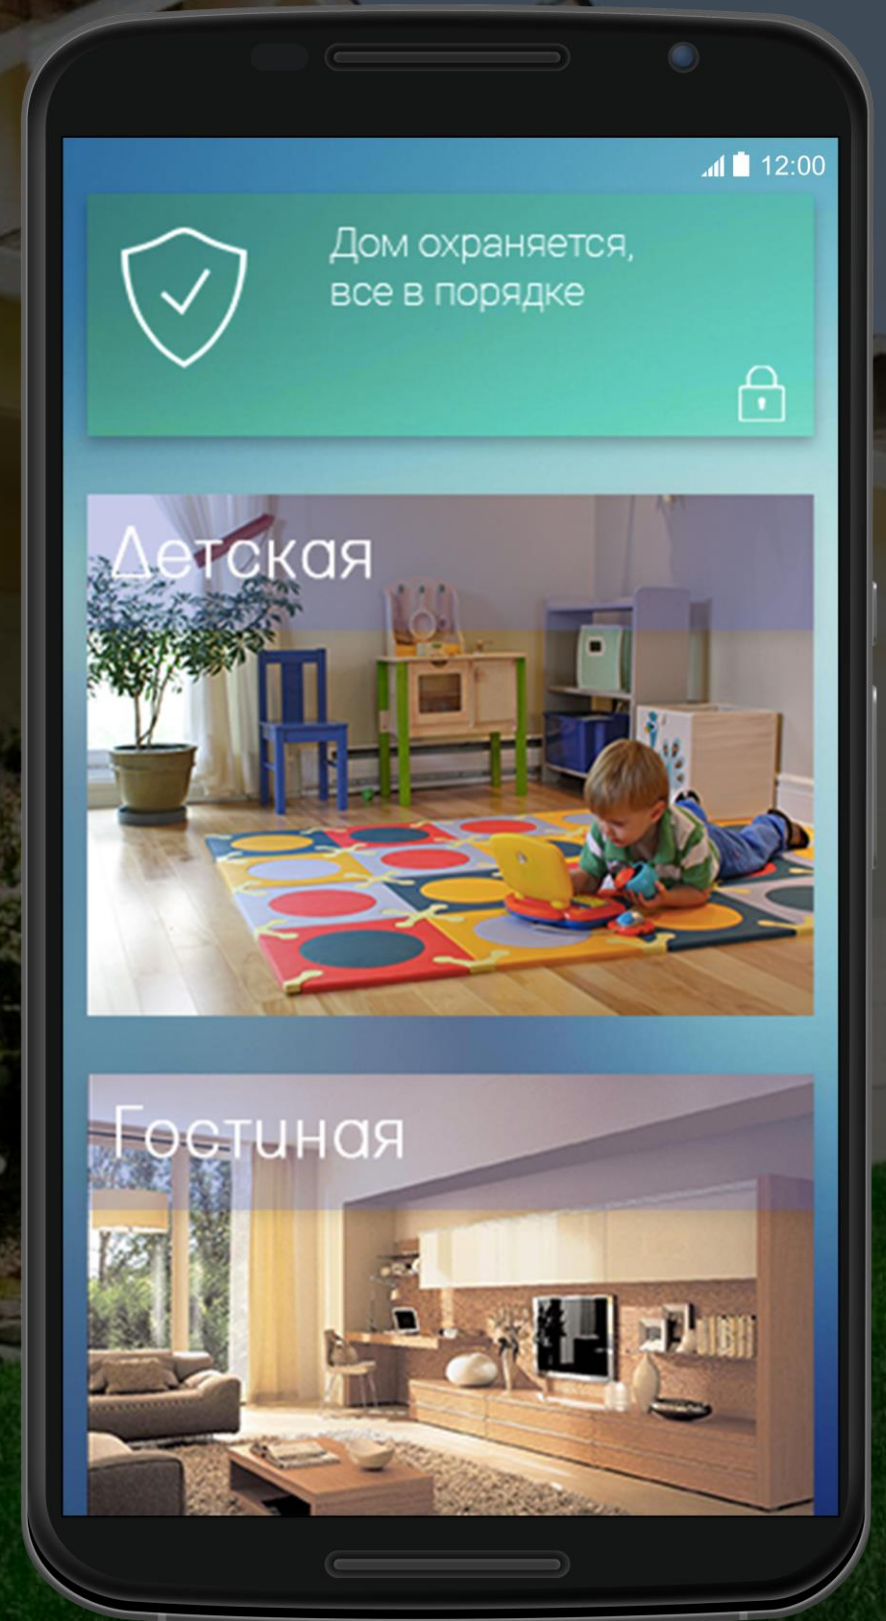 12:00
Дом охраняется,
все в порядке
Детская
Гостиная